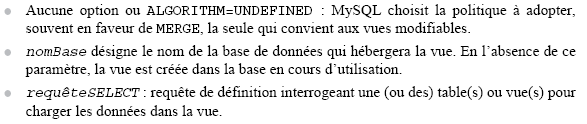 ● Aucune option ou ALGORITHM=UNDEFINED : MySQL choisit la politique à adopter,
souvent en faveur de MERGE, la seule qui convient aux vues modifiables.
● nomBase désigne le nom de la base de données qui hébergera la vue. En l’absence de ce
paramètre, la vue est créée dans la base en cours d’utilisation.
● requêteSELECT : requête de définition interrogeant une (ou des) table(s) ou vue(s) pour
charger les données dans la vue.